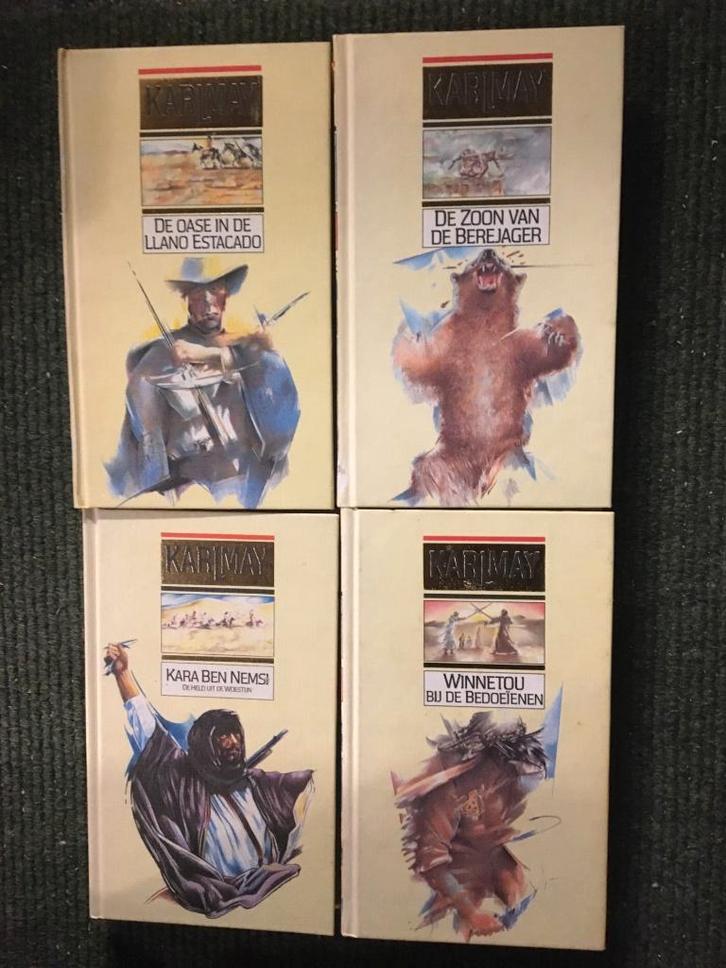 KARL MAY
DE OASE IN DE
LLANO ESTACADO
KARL MAY
DE ZOON VAN
DE BEREJAGER
KARL MAY
KARA BEN NEMSI
DE HELD UIT DE WOESTIJN
KARL MAY
WINNETOU
BIJ DE BEDOEÏENEN